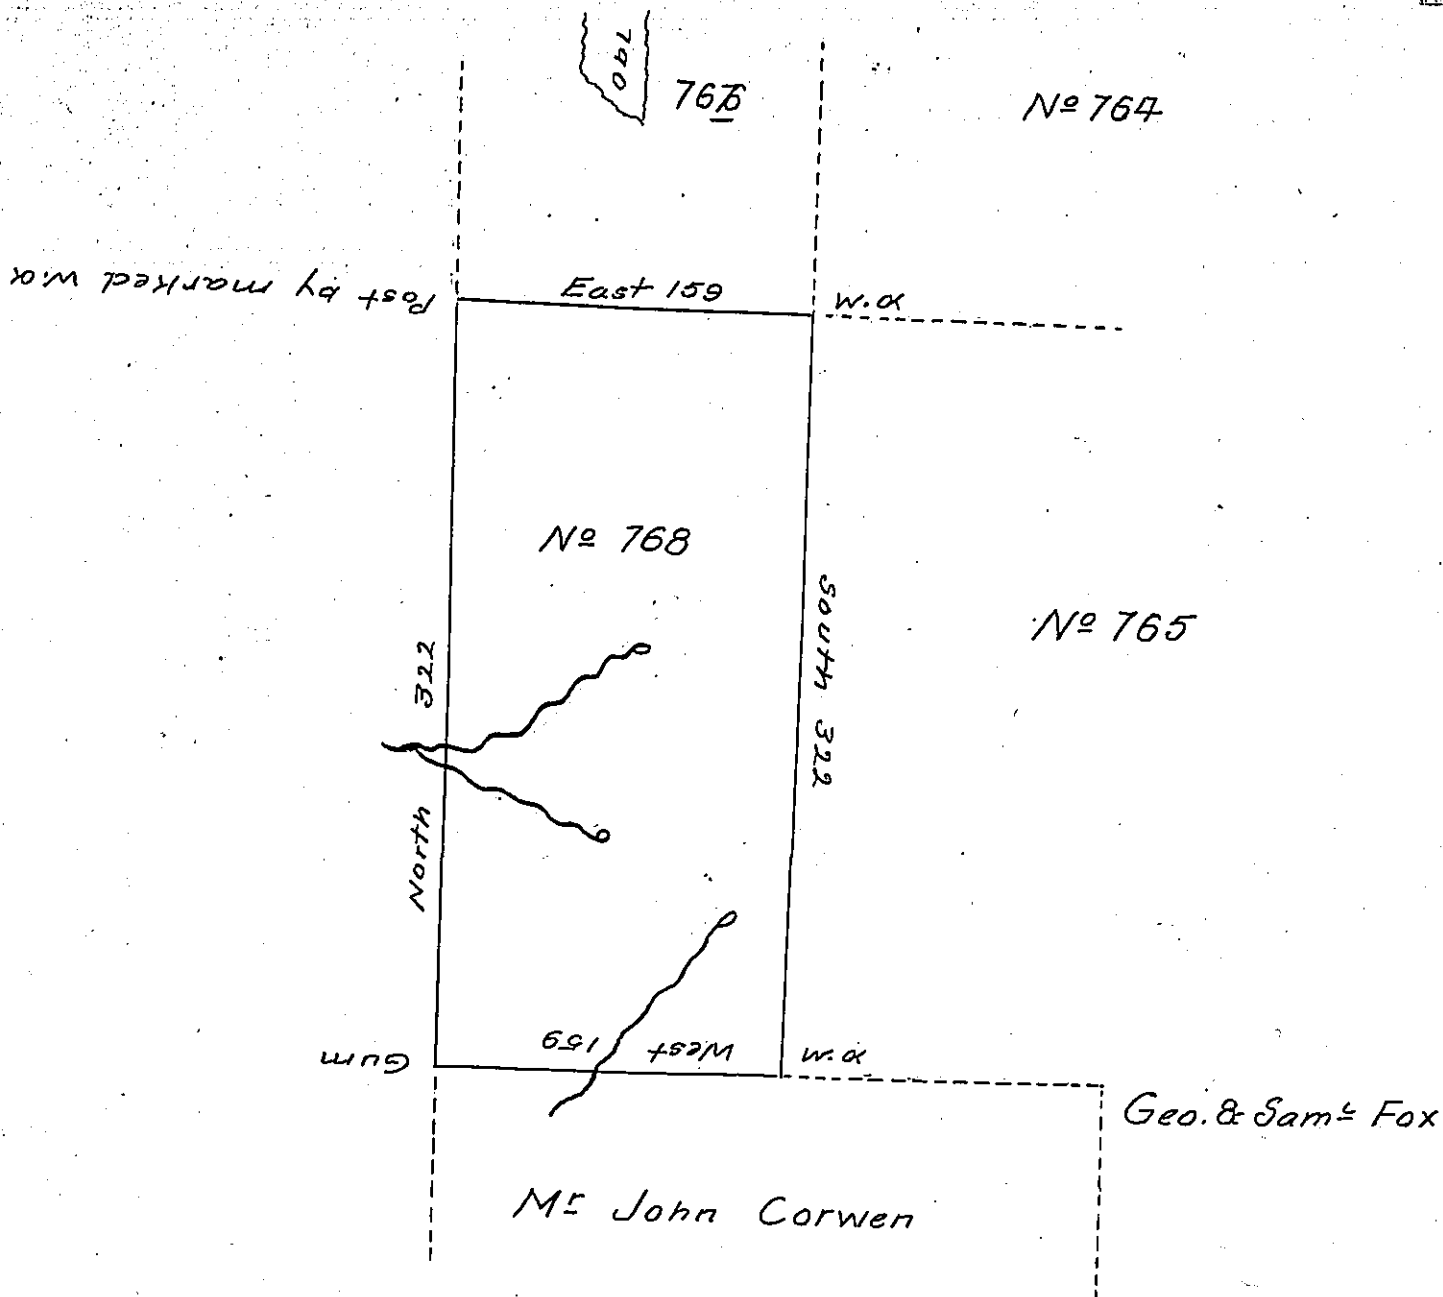 790
767
Nº 764
Post by marked w.o
East 159
w.o
Nº 768
Nº 765
North 322
South 322
Gum
West 159
w.o
Geo. & Samˡ Fox
Mʳ John Corwen